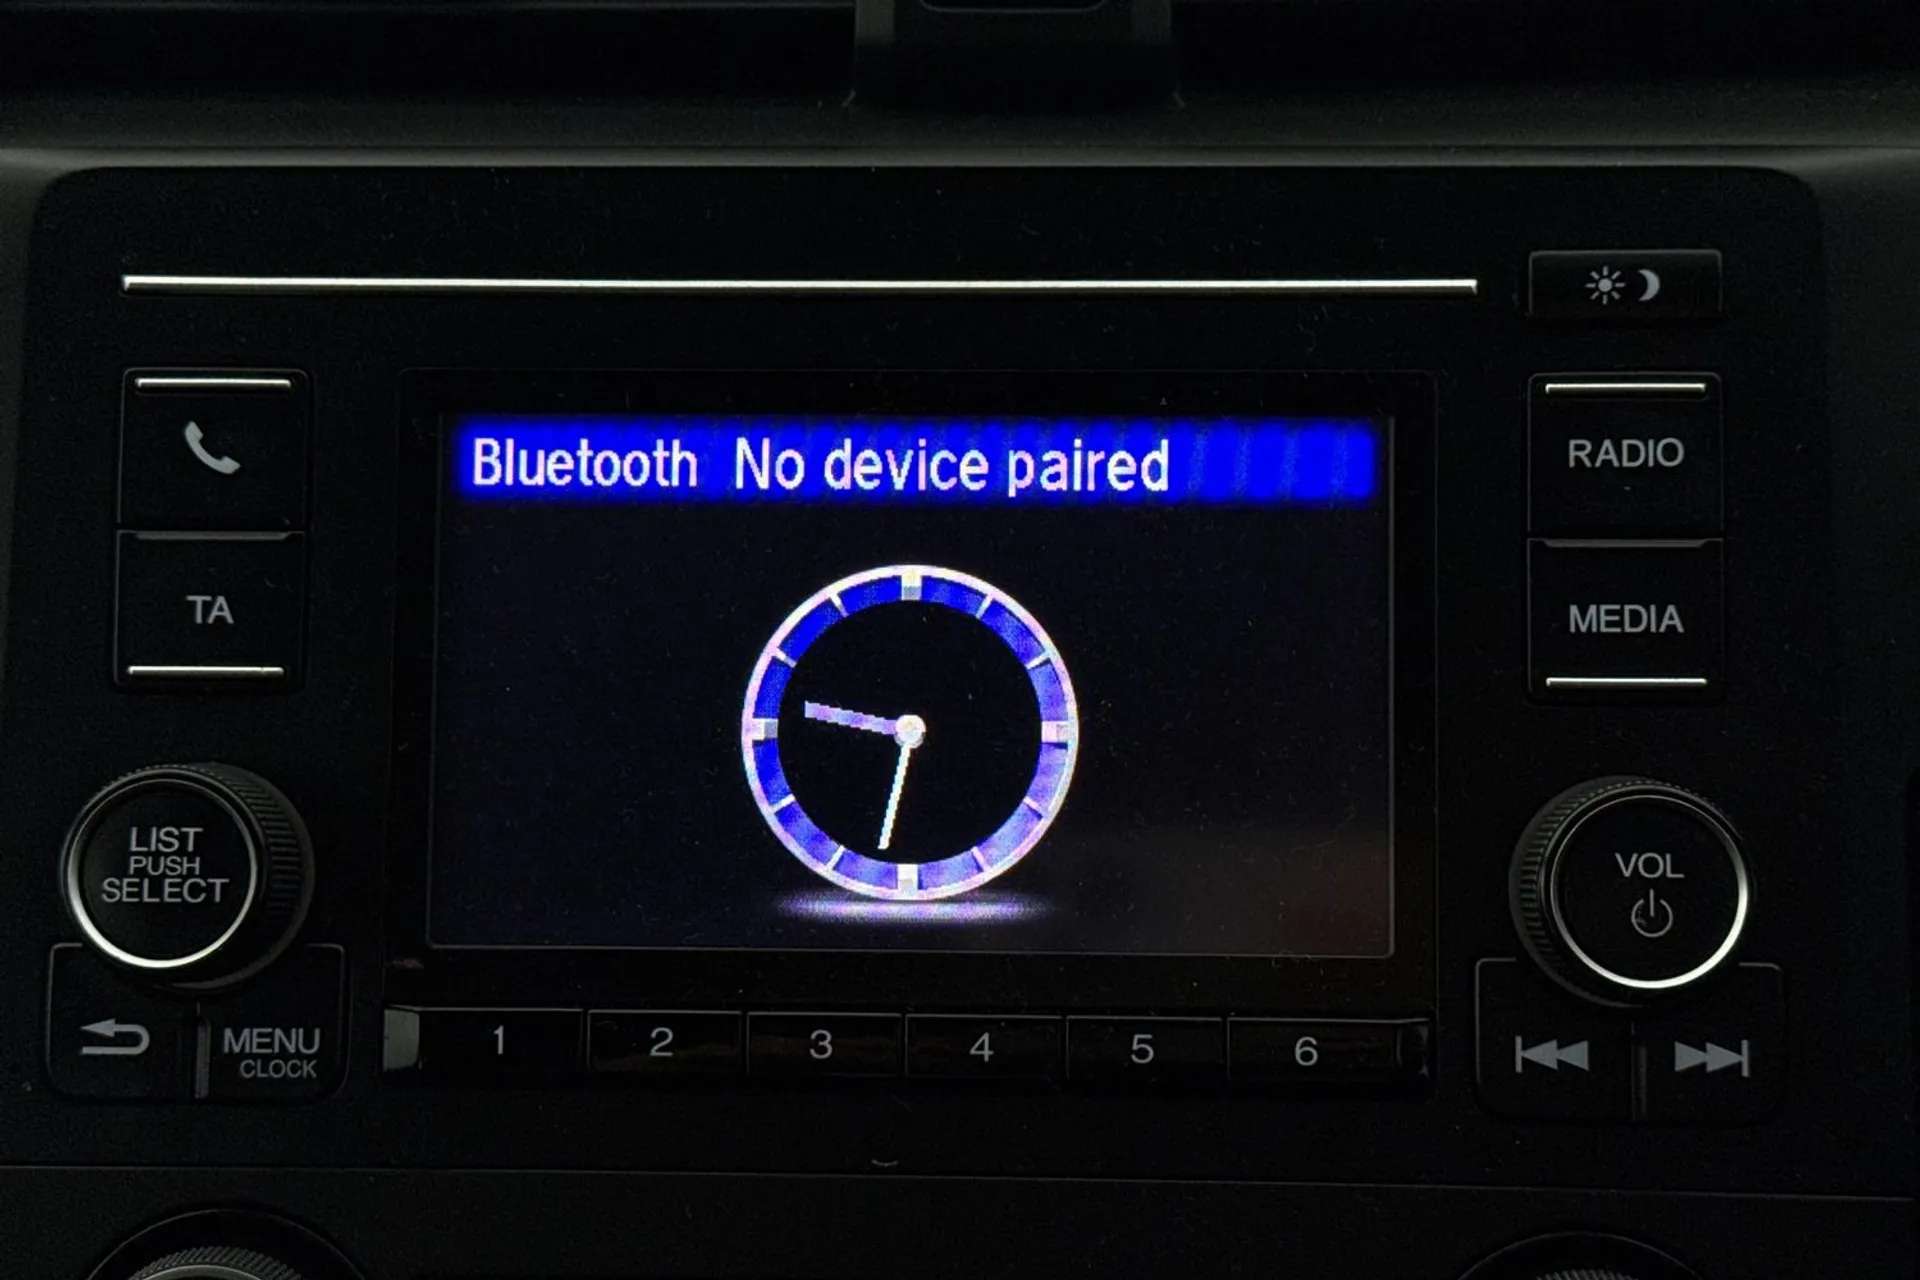 Bluetooth No device paired
RADIO
TA
MEDIA
LIST
PUSH
SELECT
VOL
MENU
CLOCK
1 2 3 4 5 6